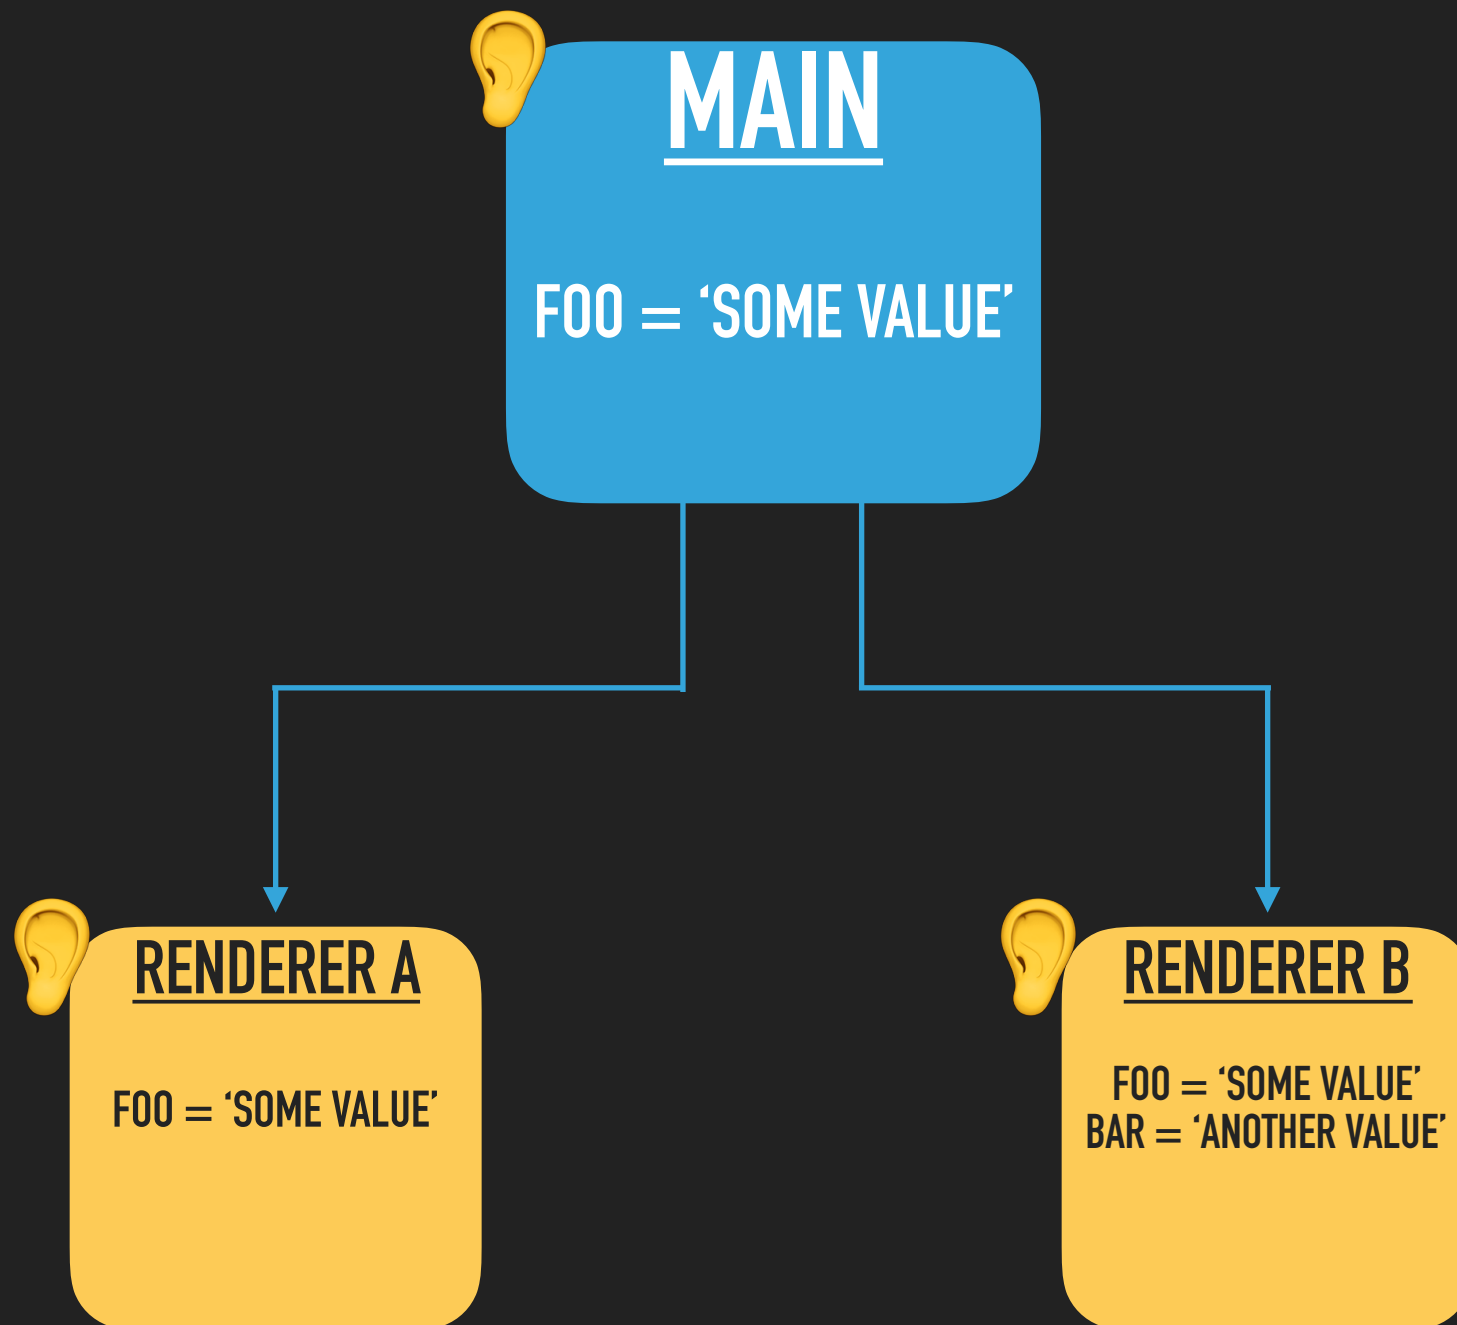 MAIN
FOO = ‘SOME VALUE’
RENDERER A
FOO = ‘SOME VALUE’
RENDERER B
FOO = ‘SOME VALUE’
BAR = ‘ANOTHER VALUE’